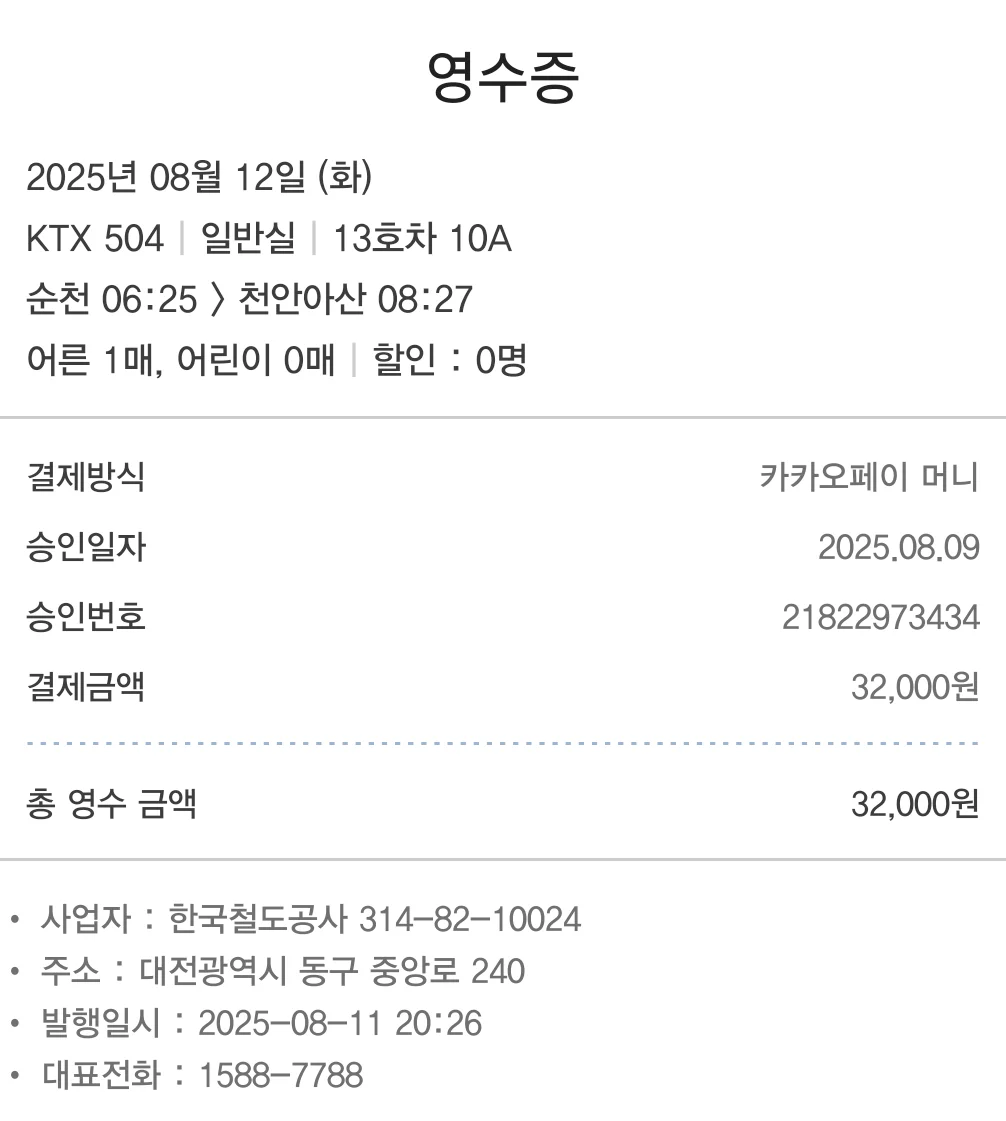 영수증
2025년 08월 12일 (화)
KTX 504 | 일반실 | 13호차 10A
순천 06:25 > 천안아산 08:27
어른 1매, 어린이 0매 | 할인 : 0명
결제방식 카카오페이 머니
승인일자 2025.08.09
승인번호 21822973434
결제금액 32,000원
총 영수 금액 32,000원
• 사업자 : 한국철도공사 314-82-10024
• 주소 : 대전광역시 동구 중앙로 240
• 발행일시 : 2025-08-11 20:26
• 대표전화 : 1588-7788